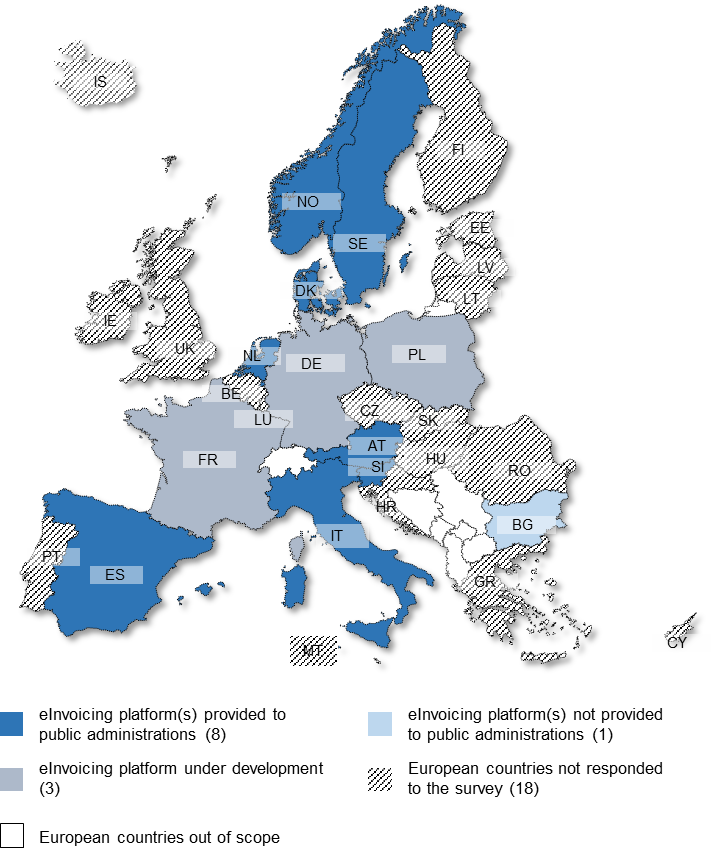 IS
FI
NO
SE
EE
LV
LT
DK
IE
UK
NL
DE
PL
BE
LU
CZ
SK
FR
AT
HU
SI
RO
HR
BG
IT
PT
ES
GR
MT
CY
eInvoicing platform(s) provided to
public administrations (8)
eInvoicing platform(s) not provided
to public administrations (1)
eInvoicing platform under development
(3)
European countries not responded
to the survey (18)
European countries out of scope